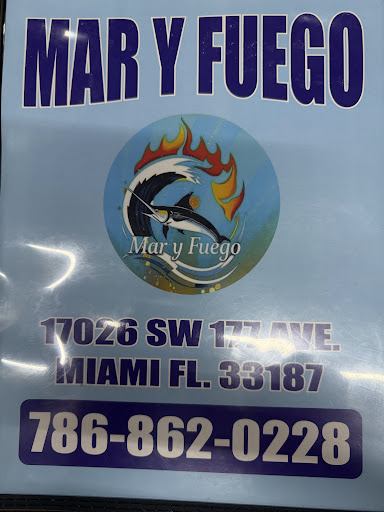 MAR Y FUEGO
Mar y Fuego
17026 SW 177 AVE.
MIAMI FL. 33187
786-862-0228